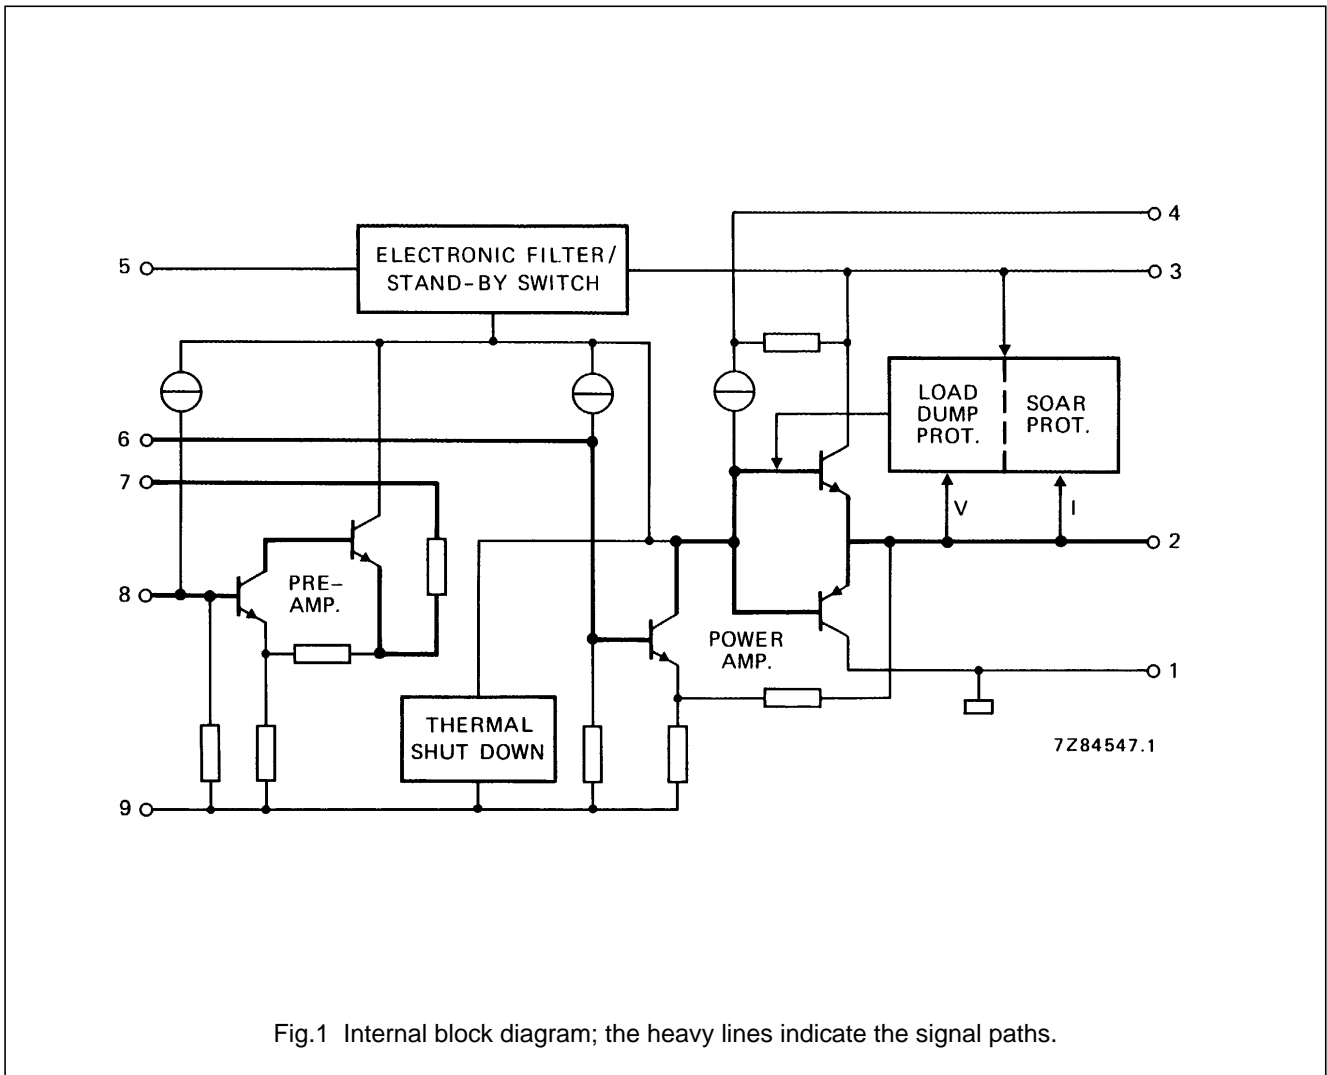 4
ELECTRONIC FILTER/
STAND-BY SWITCH
5
3
LOAD
DUMP
PROT.
SOAR
PROT.
6
7
V
I
2
8
PRE-
AMP.
POWER
AMP.
1
THERMAL
SHUT DOWN
7Z84547.1
9
Fig.1 Internal block diagram; the heavy lines indicate the signal paths.